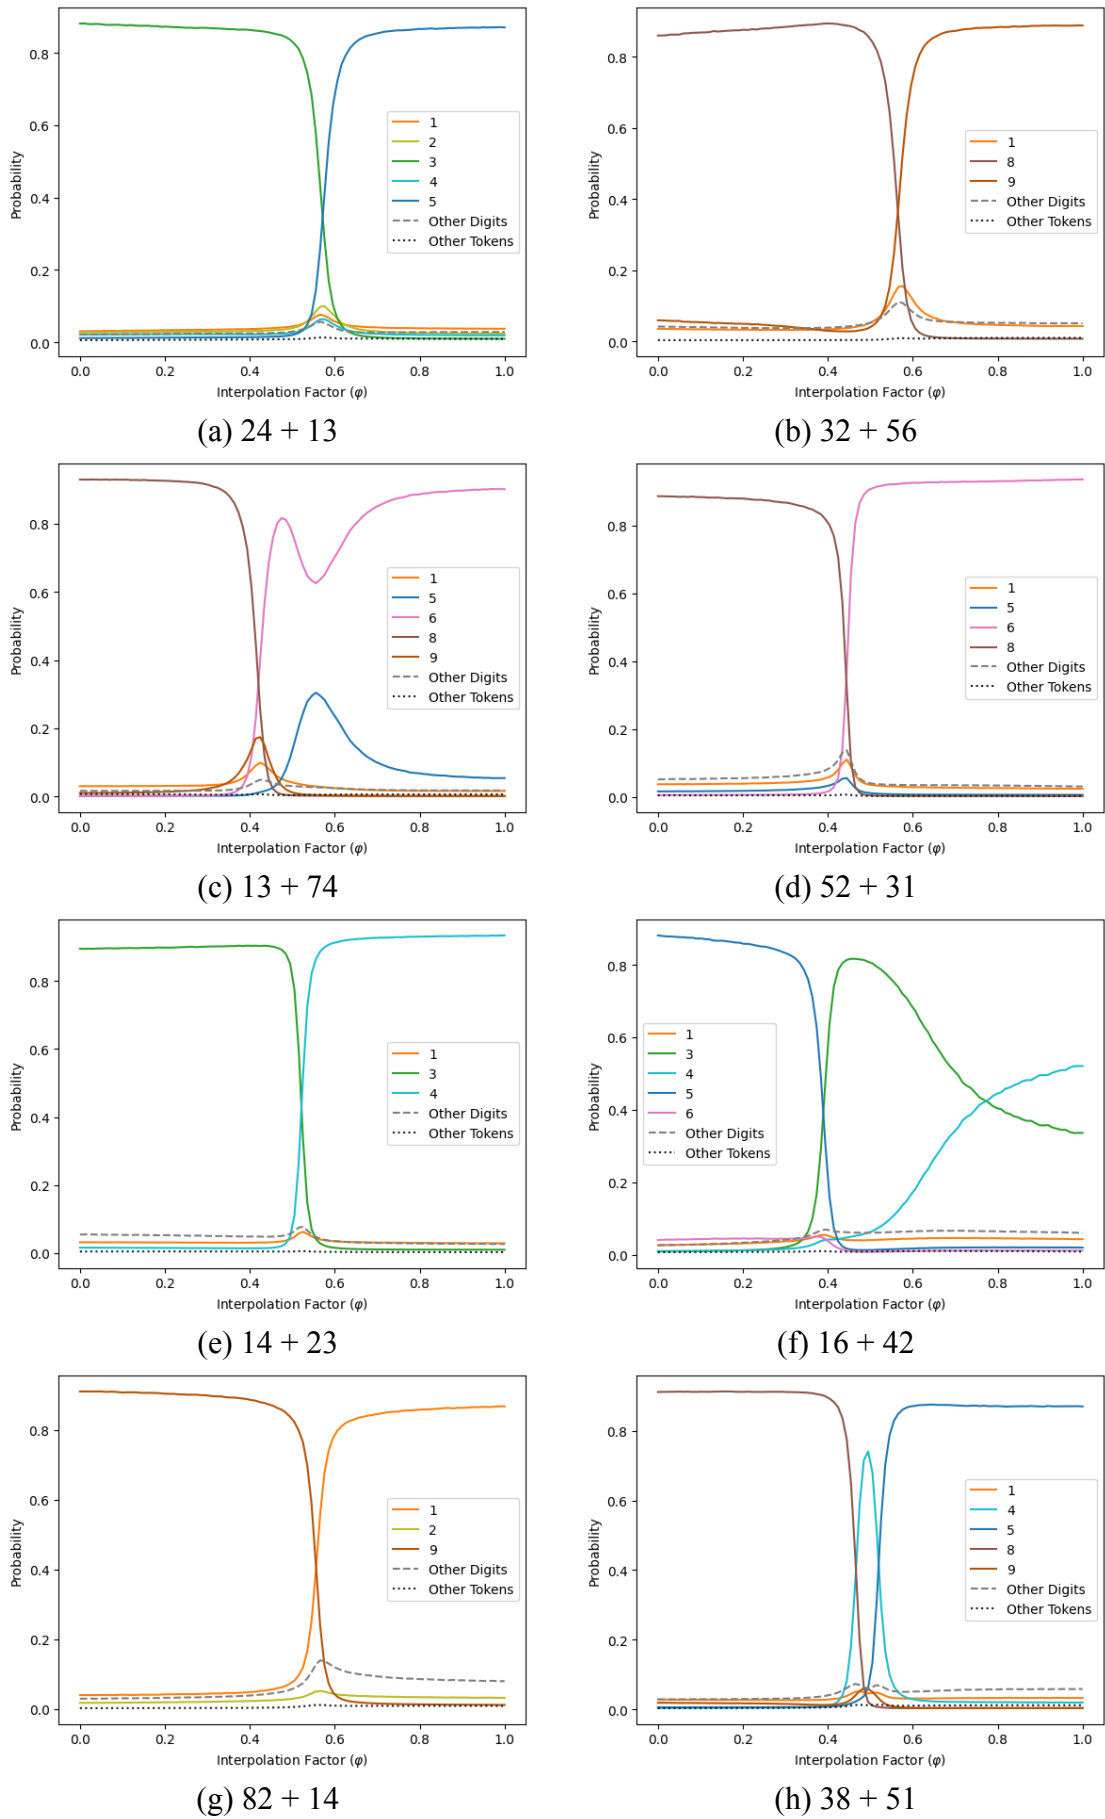 0.8
0.6
0.4
0.2
0.0
Probability
1
2
3
4
5
Other Digits
Other Tokens
0.0 0.2 0.4 0.6 0.8 1.0
Interpolation Factor (φ)
(a) 24 + 13
0.8
0.6
0.4
0.2
0.0
Probability
1
8
9
Other Digits
Other Tokens
0.0 0.2 0.4 0.6 0.8 1.0
Interpolation Factor (φ)
(b) 32 + 56
0.8
0.6
0.4
0.2
0.0
Probability
1
5
6
8
9
Other Digits
Other Tokens
0.0 0.2 0.4 0.6 0.8 1.0
Interpolation Factor (φ)
(c) 13 + 74
0.8
0.6
0.4
0.2
0.0
Probability
1
5
6
8
Other Digits
Other Tokens
0.0 0.2 0.4 0.6 0.8 1.0
Interpolation Factor (φ)
(d) 52 + 31
0.8
0.6
0.4
0.2
0.0
Probability
1
3
4
Other Digits
Other Tokens
0.0 0.2 0.4 0.6 0.8 1.0
Interpolation Factor (φ)
(e) 14 + 23
0.8
0.6
0.4
0.2
0.0
Probability
1
3
4
5
6
Other Digits
Other Tokens
0.0 0.2 0.4 0.6 0.8 1.0
Interpolation Factor (φ)
(f) 16 + 42
0.8
0.6
0.4
0.2
0.0
Probability
1
2
9
Other Digits
Other Tokens
0.0 0.2 0.4 0.6 0.8 1.0
Interpolation Factor (φ)
(g) 82 + 14
0.8
0.6
0.4
0.2
0.0
Probability
1
4
5
8
9
Other Digits
Other Tokens
0.0 0.2 0.4 0.6 0.8 1.0
Interpolation Factor (φ)
(h) 38 + 51